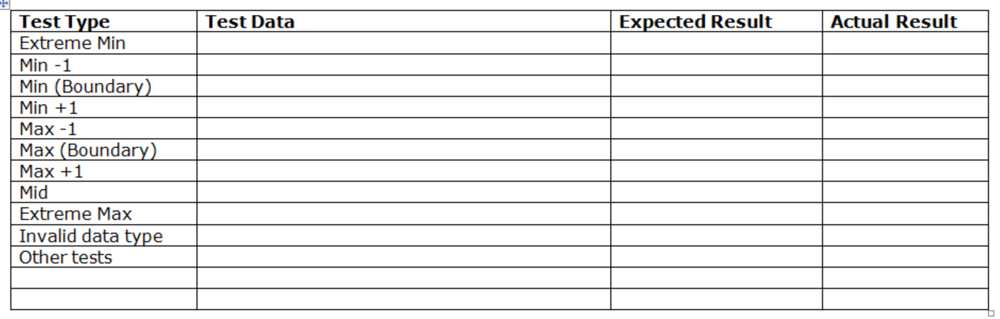 Test Type Test Data Expected Result Actual Result
Extreme Min
Min -1
Min (Boundary)
Min +1
Max -1
Max (Boundary)
Max +1
Mid
Extreme Max
Invalid data type
Other tests